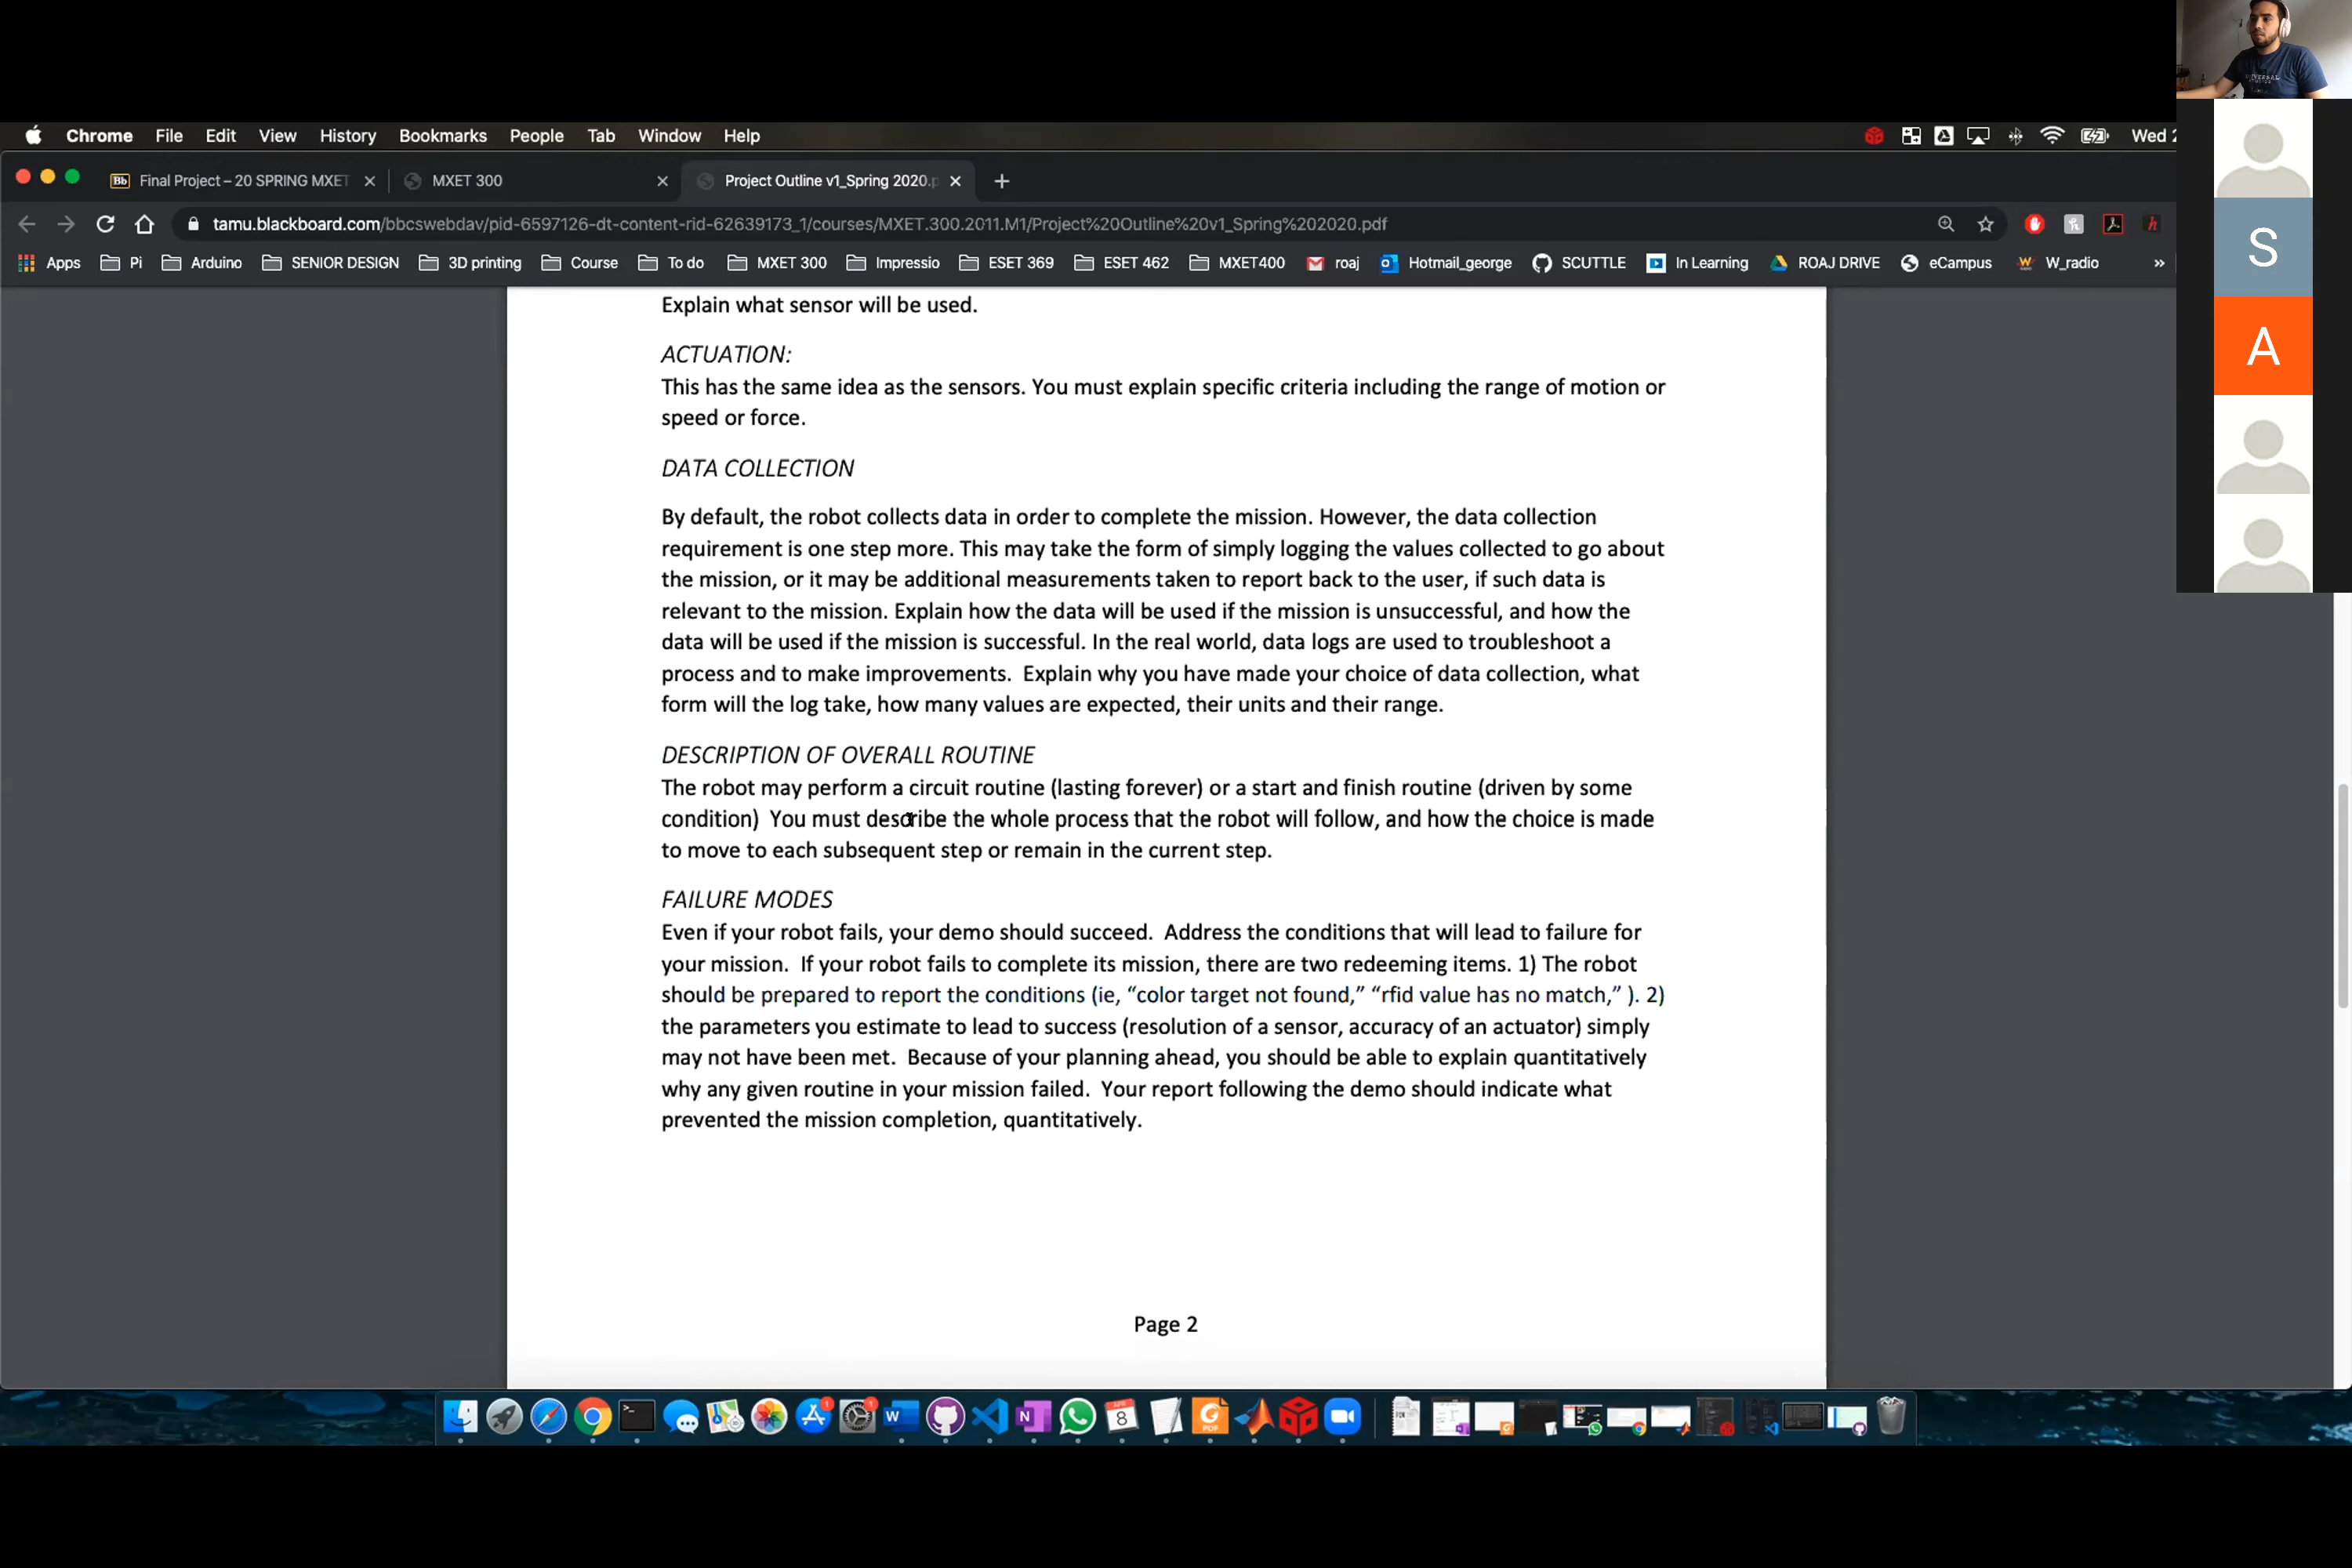 Chrome File Edit View History Bookmarks People Tab Window Help Wed 2
Bb Final Project – 20 SPRING MXET MXET 300 Project Outline v1_Spring 2020.p
tamu.blackboard.com/bbcswebdav/pid-6597126-dt-content-rid-62639173_1/courses/MXET.300.2011.M1/Project%20Outline%20v1_Spring%202020.pdf
Apps Pi Arduino SENIOR DESIGN 3D printing Course To do MXET 300 Impressio ESET 369 ESET 462 MXET400 roaj Hotmail_george SCUTTLE In Learning ROAJ DRIVE eCampus W_radio »
S
A
Explain what sensor will be used.
ACTUATION:
This has the same idea as the sensors. You must explain specific criteria including the range of motion or
speed or force.
DATA COLLECTION
By default, the robot collects data in order to complete the mission. However, the data collection
requirement is one step more. This may take the form of simply logging the values collected to go about
the mission, or it may be additional measurements taken to report back to the user, if such data is
relevant to the mission. Explain how the data will be used if the mission is unsuccessful, and how the
data will be used if the mission is successful. In the real world, data logs are used to troubleshoot a
process and to make improvements.  Explain why you have made your choice of data collection, what
form will the log take, how many values are expected, their units and their range.
DESCRIPTION OF OVERALL ROUTINE
The robot may perform a circuit routine (lasting forever) or a start and finish routine (driven by some
condition)  You must describe the whole process that the robot will follow, and how the choice is made
to move to each subsequent step or remain in the current step.
FAILURE MODES
Even if your robot fails, your demo should succeed.  Address the conditions that will lead to failure for
your mission.  If your robot fails to complete its mission, there are two redeeming items. 1) The robot
should be prepared to report the conditions (ie, “color target not found,” “rfid value has no match,” ). 2)
the parameters you estimate to lead to success (resolution of a sensor, accuracy of an actuator) simply
may not have been met.  Because of your planning ahead, you should be able to explain quantitatively
why any given routine in your mission failed.  Your report following the demo should indicate what
prevented the mission completion, quantitatively.
Page 2